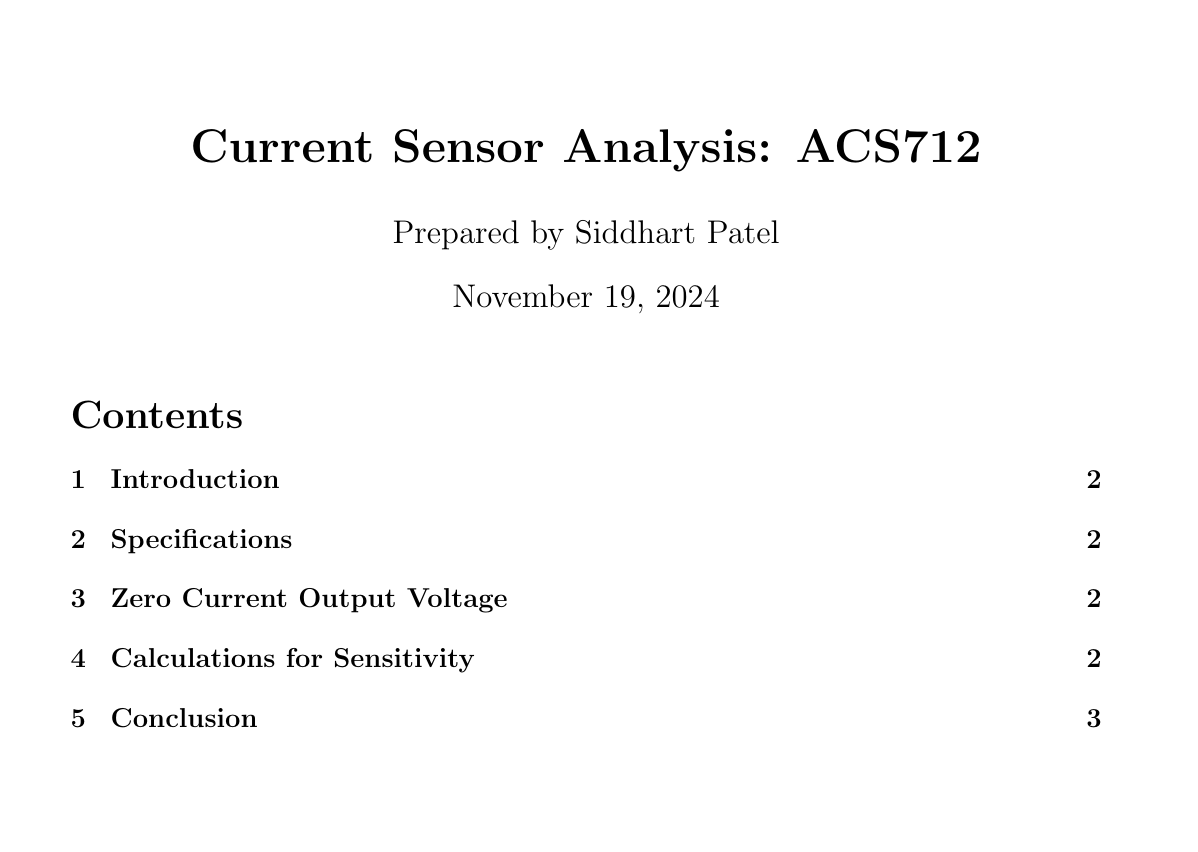 Current Sensor Analysis: ACS712
Prepared by Siddhart Patel
November 19, 2024
Contents
1 Introduction 2
2 Specifications 2
3 Zero Current Output Voltage 2
4 Calculations for Sensitivity 2
5 Conclusion 3